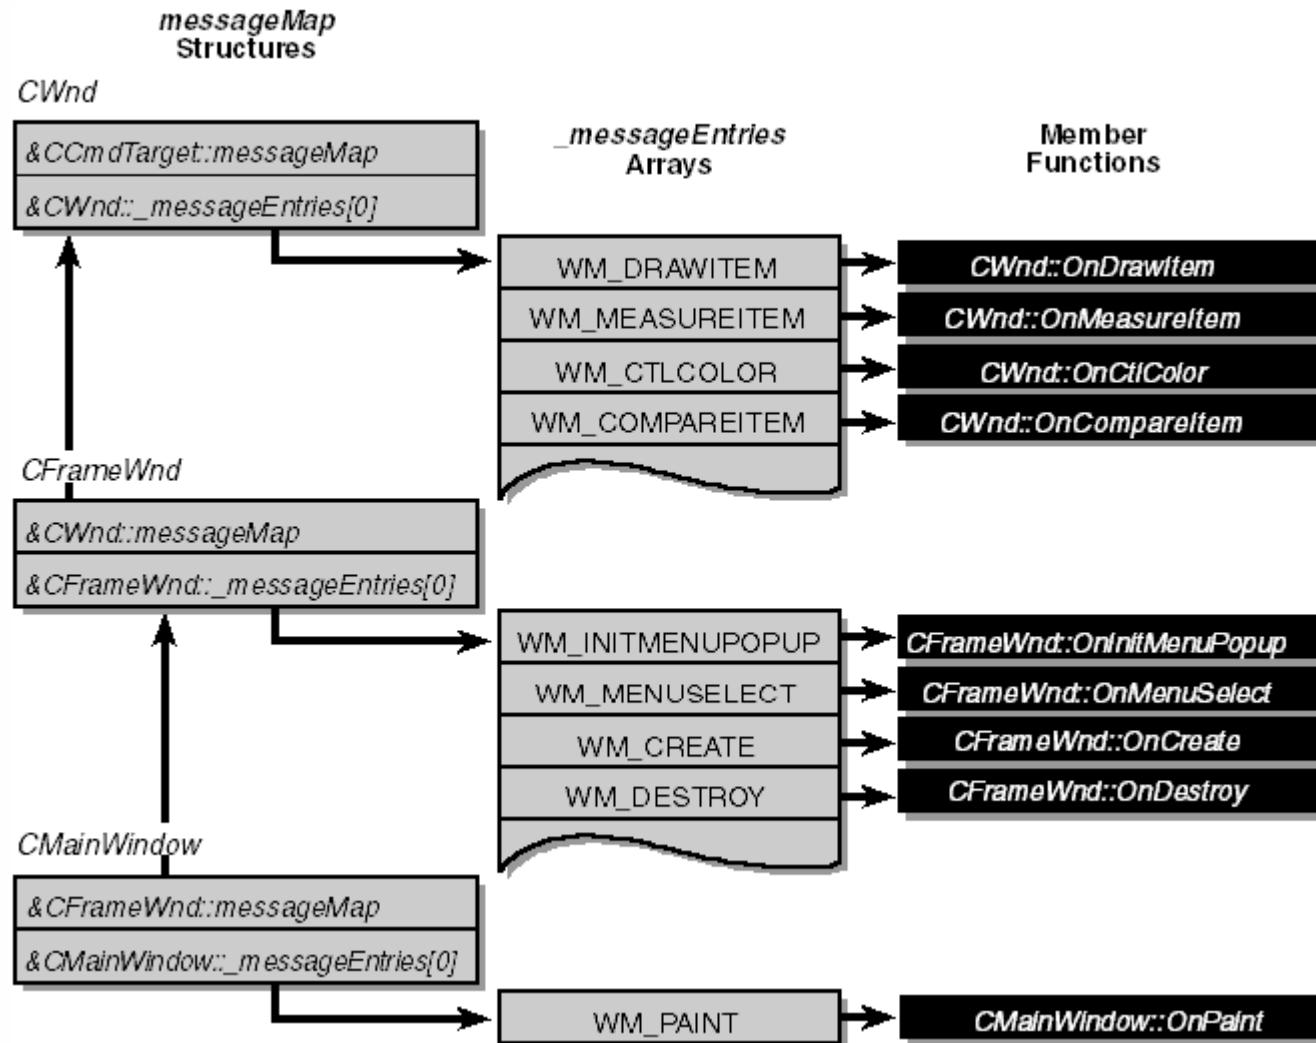 messageMap
Structures
CWnd
&CCmdTarget::messageMap
&CWnd::_messageEntries[0]
_messageEntries
Arrays
Member
Functions
WM_DRAWITEM
CWnd::OnDrawItem
WM_MEASUREITEM
CWnd::OnMeasureItem
WM_CTLCOLOR
CWnd::OnCtlColor
WM_COMPAREITEM
CWnd::OnCompareItem
CFrameWnd
&CWnd::messageMap
&CFrameWnd::_messageEntries[0]
WM_INITMENUPOPUP
CFrameWnd::OnInitMenuPopup
WM_MENUSELECT
CFrameWnd::OnMenuSelect
WM_CREATE
CFrameWnd::OnCreate
WM_DESTROY
CFrameWnd::OnDestroy
CMainWindow
&CFrameWnd::messageMap
&CMainWindow::_messageEntries[0]
WM_PAINT
CMainWindow::OnPaint